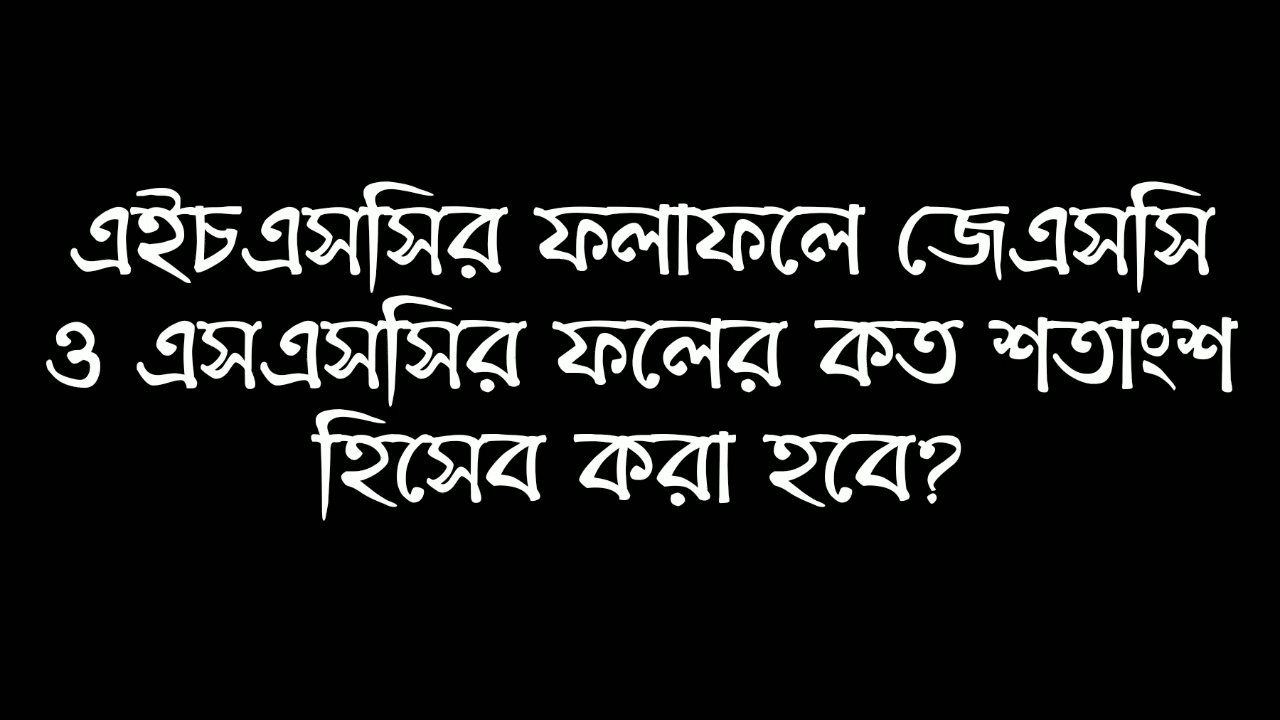 এইচএসসির ফলাফলে জেএসসি
ও এসএসসির ফলের কত শতাংশ
হিসেব করা হবে?